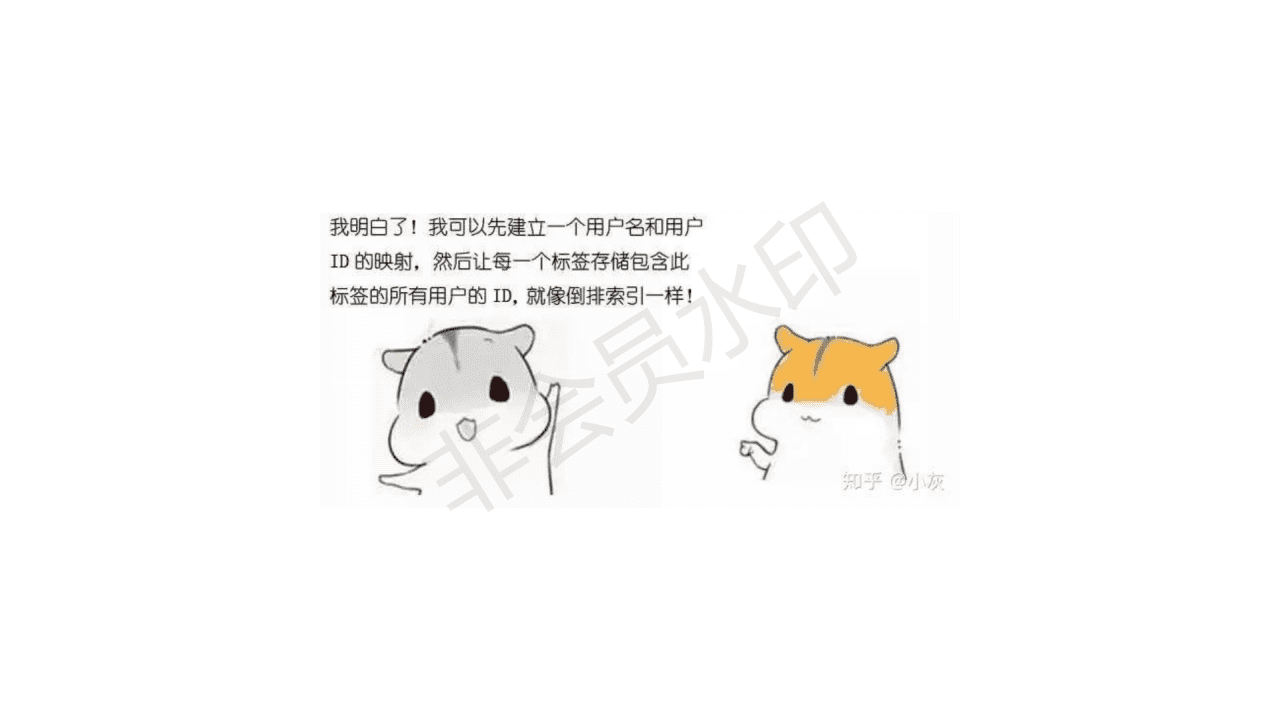 我明白了！我可以先建立一个用户名和用户
ID 的映射，然后让每一个标签存储包含此
标签的所有用户的 ID，就像倒排索引一样！
非会员水印
知乎 @小灰